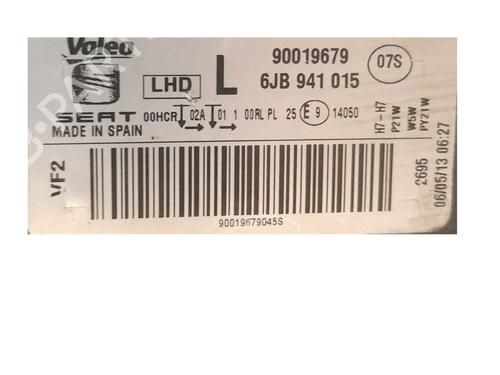 Valeo
90019679
07S
LHD L 6JB 941 015
SEAT 00HCR 02A 01 1 00RL PL 25 E 9 14050
MADE IN SPAIN
H7 - H7
P21W W5W
PY21W
VF2
2695
06/05/13 06:27
90019679045S